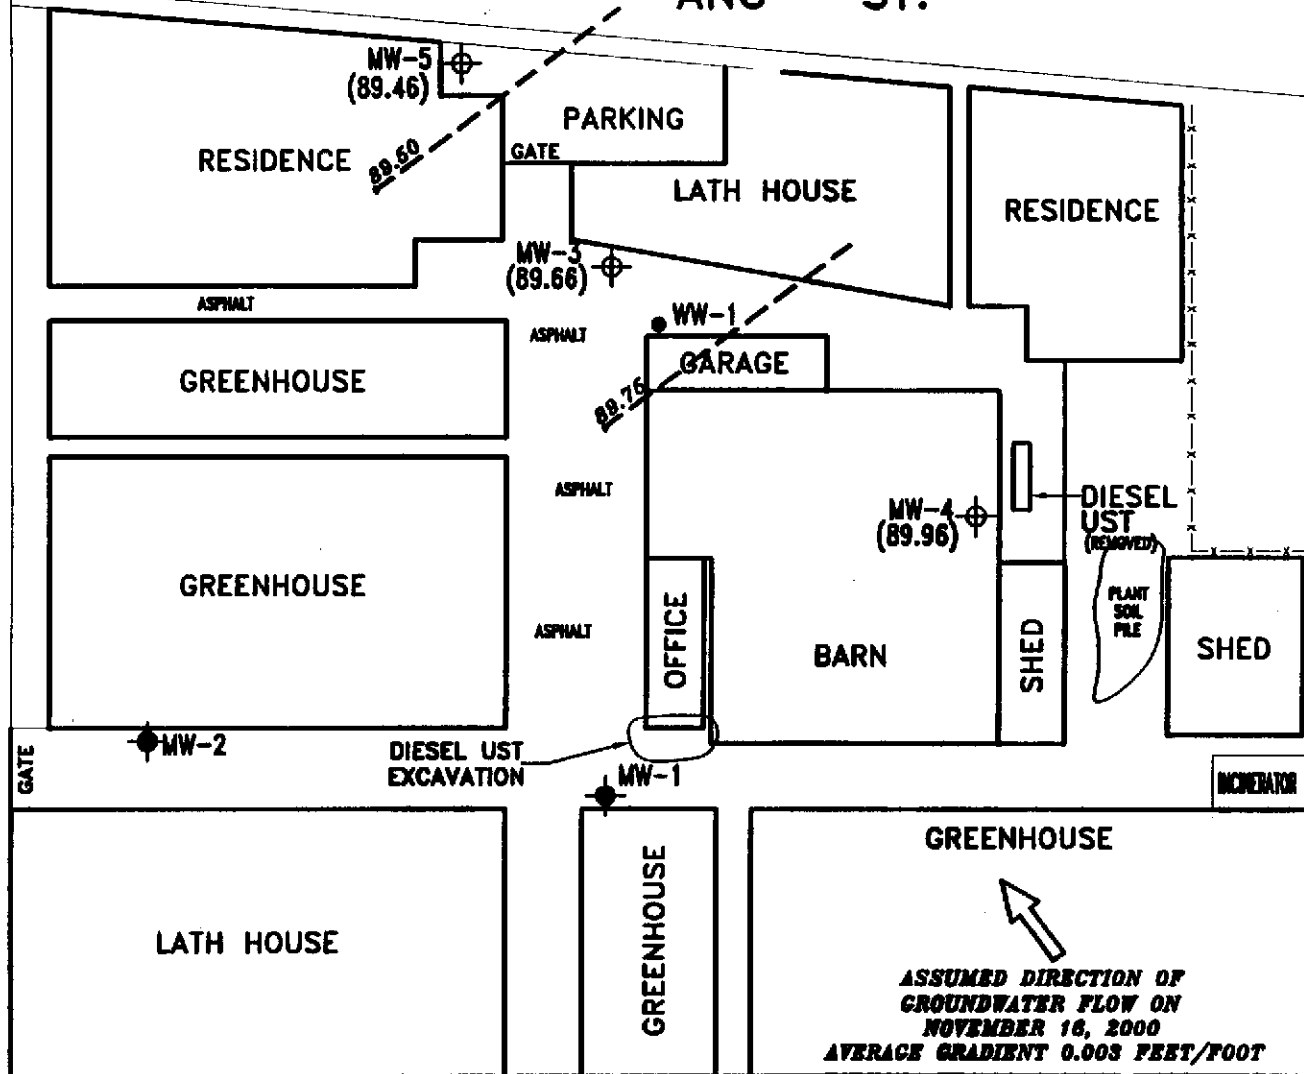 ST.
MW-5
(89.46)
PARKING
RESIDENCE
89.60
GATE
LATH HOUSE
RESIDENCE
MW-3
(89.66)
ASPHALT
ASPHALT
WW-1
GREENHOUSE
GARAGE
89.76
ASPHALT
MW-4
(89.96)
DIESEL
UST
(REMOVED)
GREENHOUSE
OFFICE
PLANT
SOIL
PILE
ASPHALT
BARN
SHED
SHED
MW-2
GATE
DIESEL UST
EXCAVATION
MW-1
INCINERATOR
GREENHOUSE
GREENHOUSE
LATH HOUSE
ASSUMED DIRECTION OF
GROUNDWATER FLOW ON
NOVEMBER 16, 2000
AVERAGE GRADIENT 0.003 FEET/FOOT